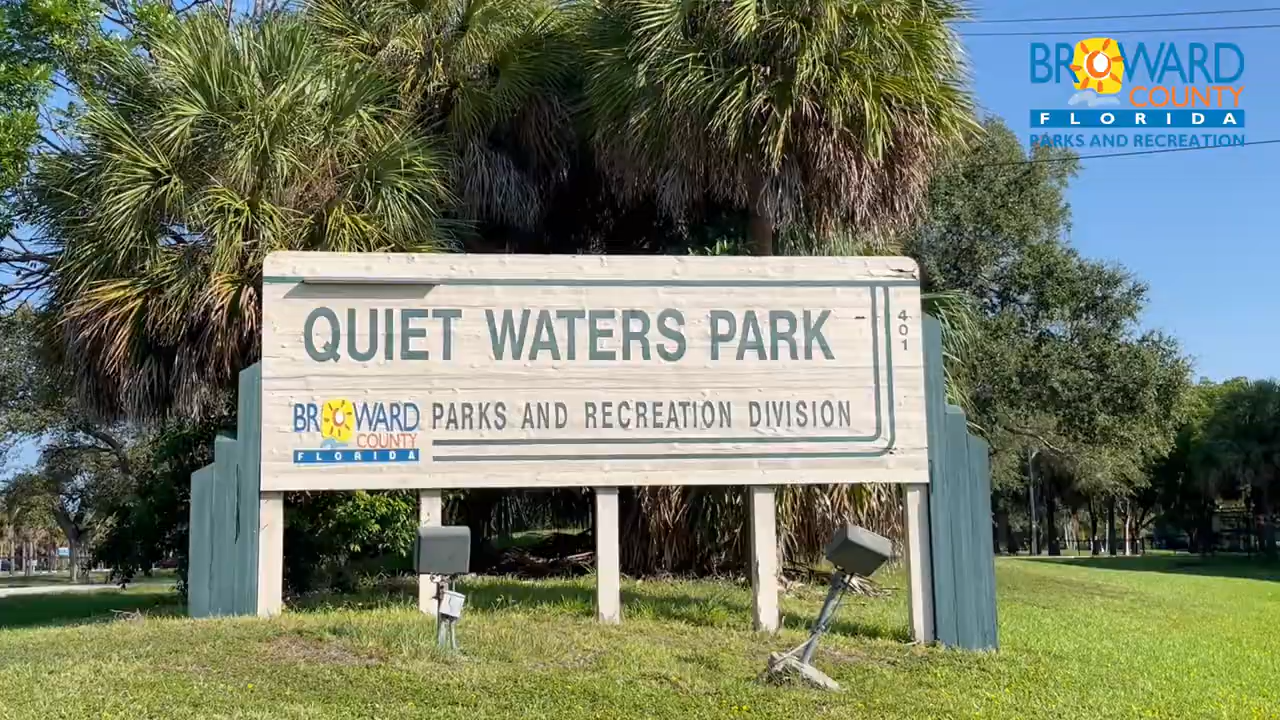 BROWARD
COUNTY
FLORIDA
PARKS AND RECREATION
QUIET WATERS PARK
401
BROWARD
COUNTY
FLORIDA
PARKS AND RECREATION DIVISION